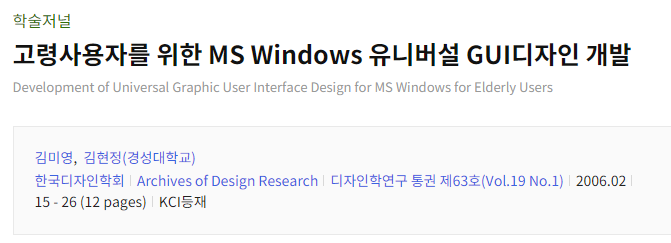 학술저널
고령사용자를 위한 MS Windows 유니버설 GUI디자인 개발
Development of Universal Graphic User Interface Design for MS Windows for Elderly Users
김미영, 김현정(경성대학교)
한국디자인학회 | Archives of Design Research | 디자인학연구 통권 제63호(Vol.19 No.1) | 2006.02 |
15 - 26 (12 pages) | KCI등재